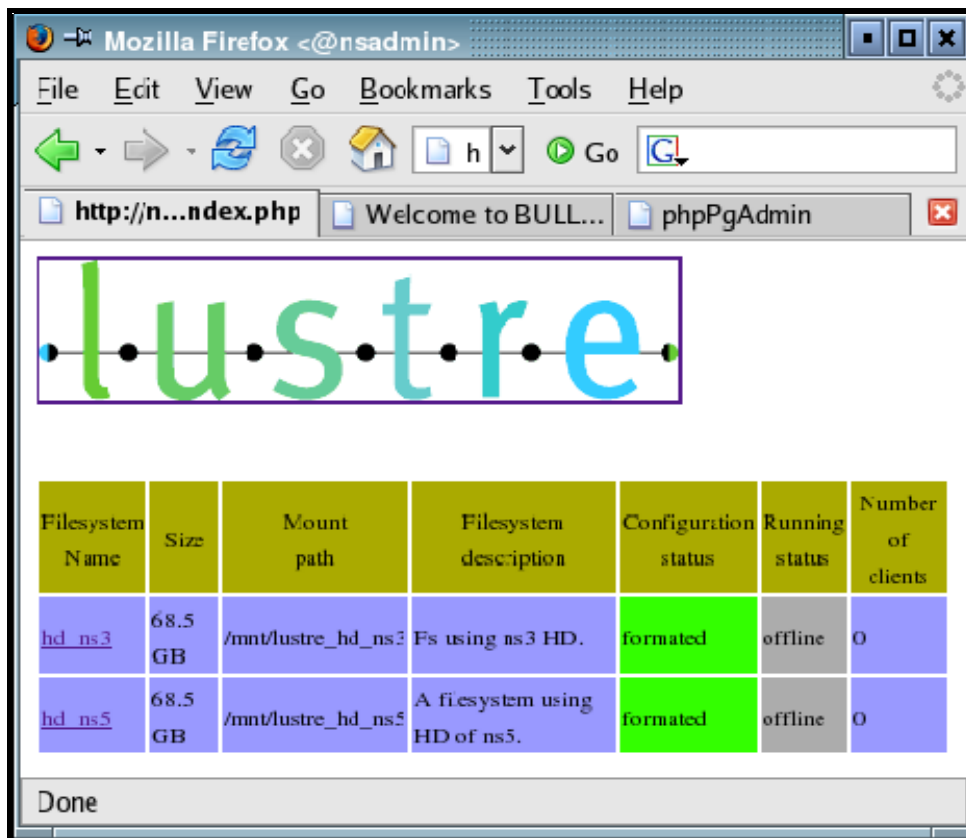 Mozilla Firefox <@nsadmin>
File Edit View Go Bookmarks Tools Help
h Go G
http://n...ndex.php Welcome to BULL... phpPgAdmin
lustre
Filesystem Name Size Mount path Filesystem description Configuration status Running status Number of clients
hd_ns3 68.5 GB /mnt/lustre_hd_ns3 Fs using ns3 HD. formated offline 0
hd_ns5 68.5 GB /mnt/lustre_hd_ns5 A filesystem using HD of ns5. formated offline 0
Done